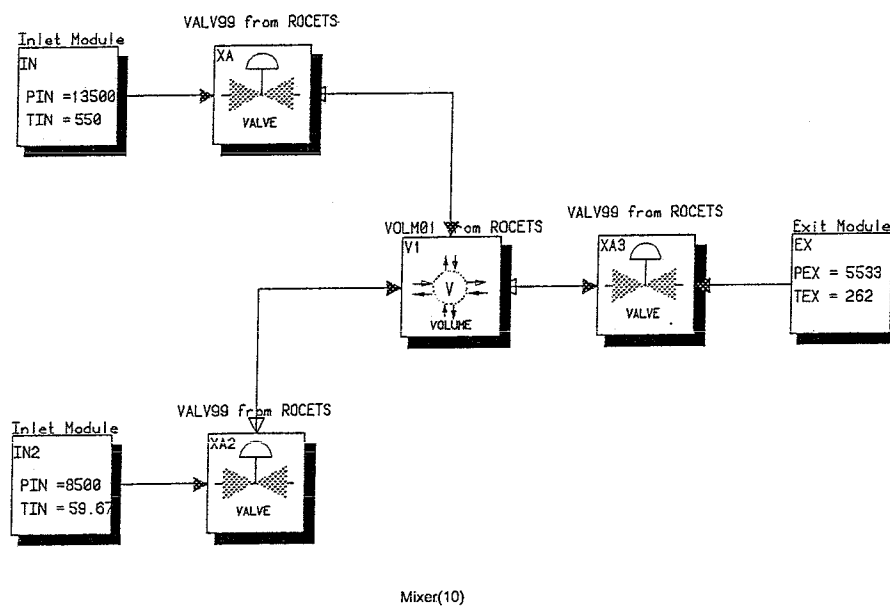 VALV99 from ROCETS
Inlet Module
IN
PIN =13500
TIN =550
XA
VALVE
VOLM01 from ROCETS
V1
V
VOLUME
VALV99 from ROCETS
XA3
VALVE
Exit Module
EX
PEX = 5533
TEX = 262
VALV99 from ROCETS
Inlet Module
IN2
PIN =8500
TIN =59.67
XA2
VALVE
Mixer(10)